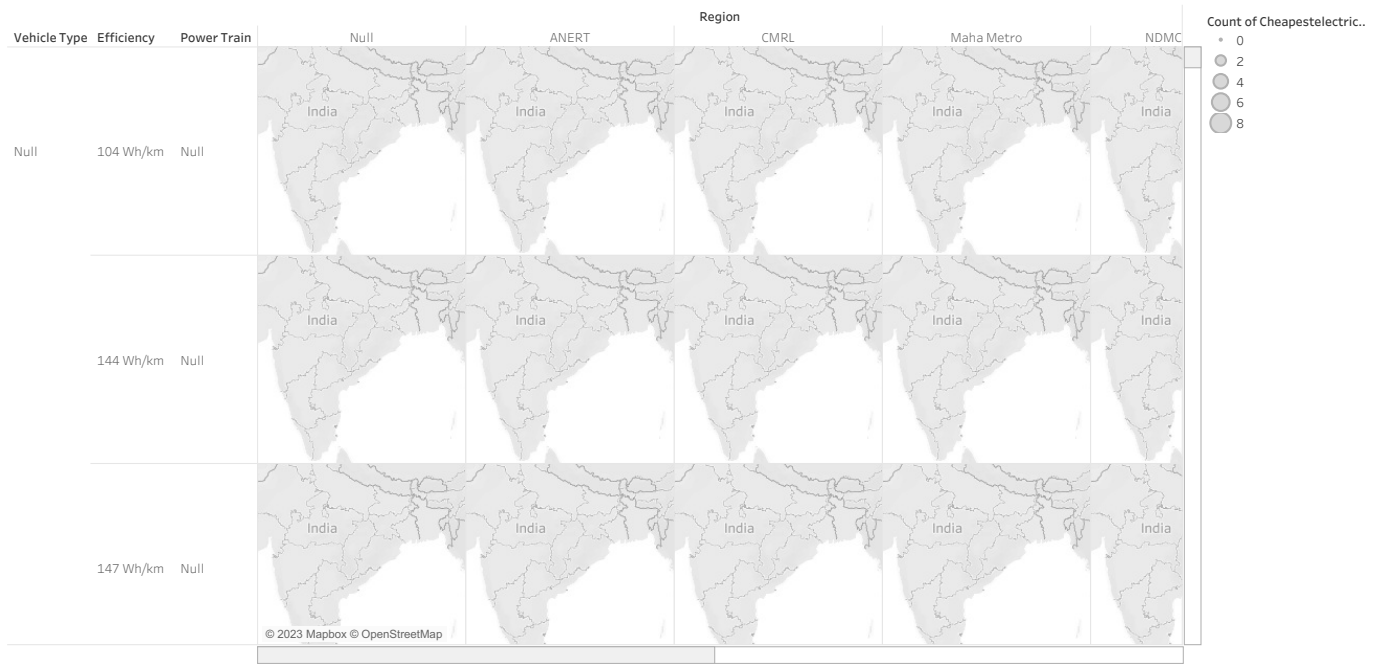 Region
Vehicle Type Efficiency Power Train Null ANERT CMRL Maha Metro NDMC
Count of Cheapestelectric..
0
2
4
6
8
India India India India India
Null 104 Wh/km Null
India India India India India
144 Wh/km Null
India India India India India
147 Wh/km Null
© 2023 Mapbox © OpenStreetMap